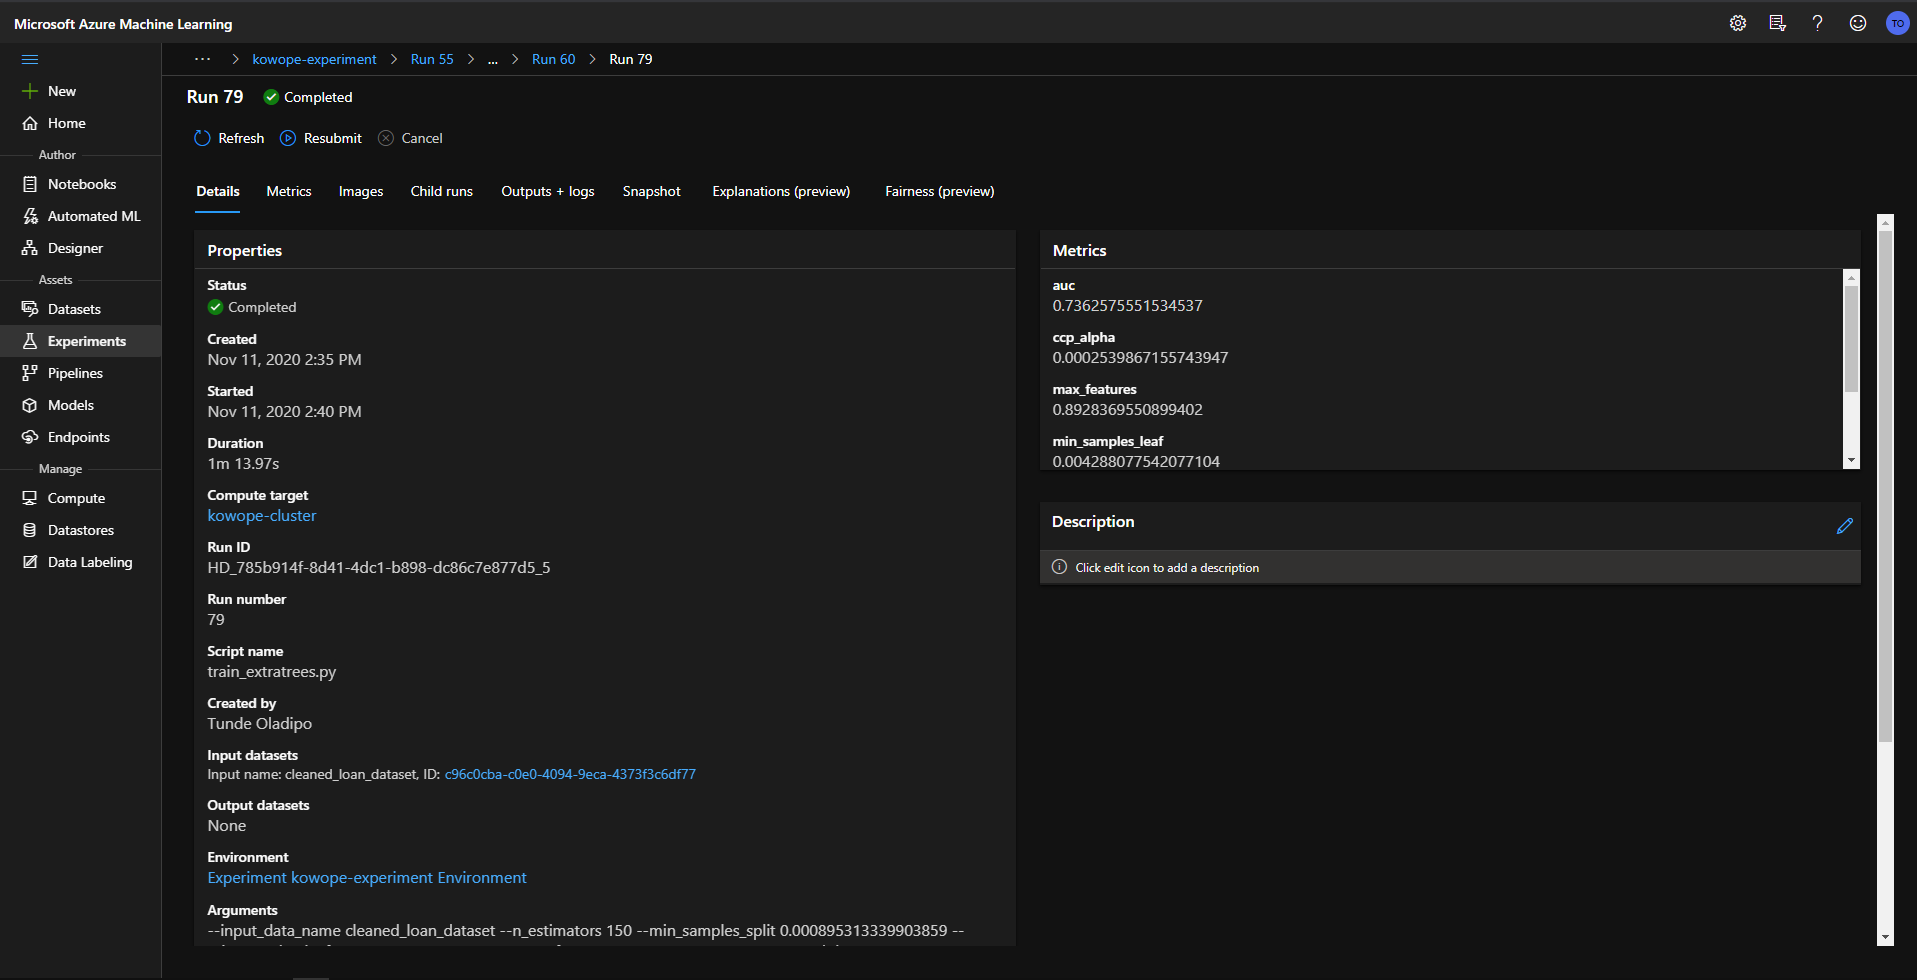 Microsoft Azure Machine Learning
TO
··· > kowope-experiment > Run 55 > ... > Run 60 > Run 79
New
Home
Author
Notebooks
Automated ML
Designer
Assets
Datasets
Experiments
Pipelines
Models
Endpoints
Manage
Compute
Datastores
Data Labeling
Run 79 Completed
Refresh Resubmit Cancel
Details Metrics Images Child runs Outputs + logs Snapshot Explanations (preview) Fairness (preview)
Properties
Status
Completed
Created
Nov 11, 2020 2:35 PM
Started
Nov 11, 2020 2:40 PM
Duration
1m 13.97s
Compute target
kowope-cluster
Run ID
HD_785b914f-8d41-4dc1-b898-dc86c7e877d5_5
Run number
79
Script name
train_extratrees.py
Created by
Tunde Oladipo
Input datasets
Input name: cleaned_loan_dataset, ID: c96c0cba-c0e0-4094-9eca-4373f3c6df77
Output datasets
None
Environment
Experiment kowope-experiment Environment
Arguments
--input_data_name cleaned_loan_dataset --n_estimators 150 --min_samples_split 0.000895313339903859 --
Metrics
auc
0.7362575551534537
ccp_alpha
0.0002539867155743947
max_features
0.8928369550899402
min_samples_leaf
0.004288077542077104
Description
Click edit icon to add a description